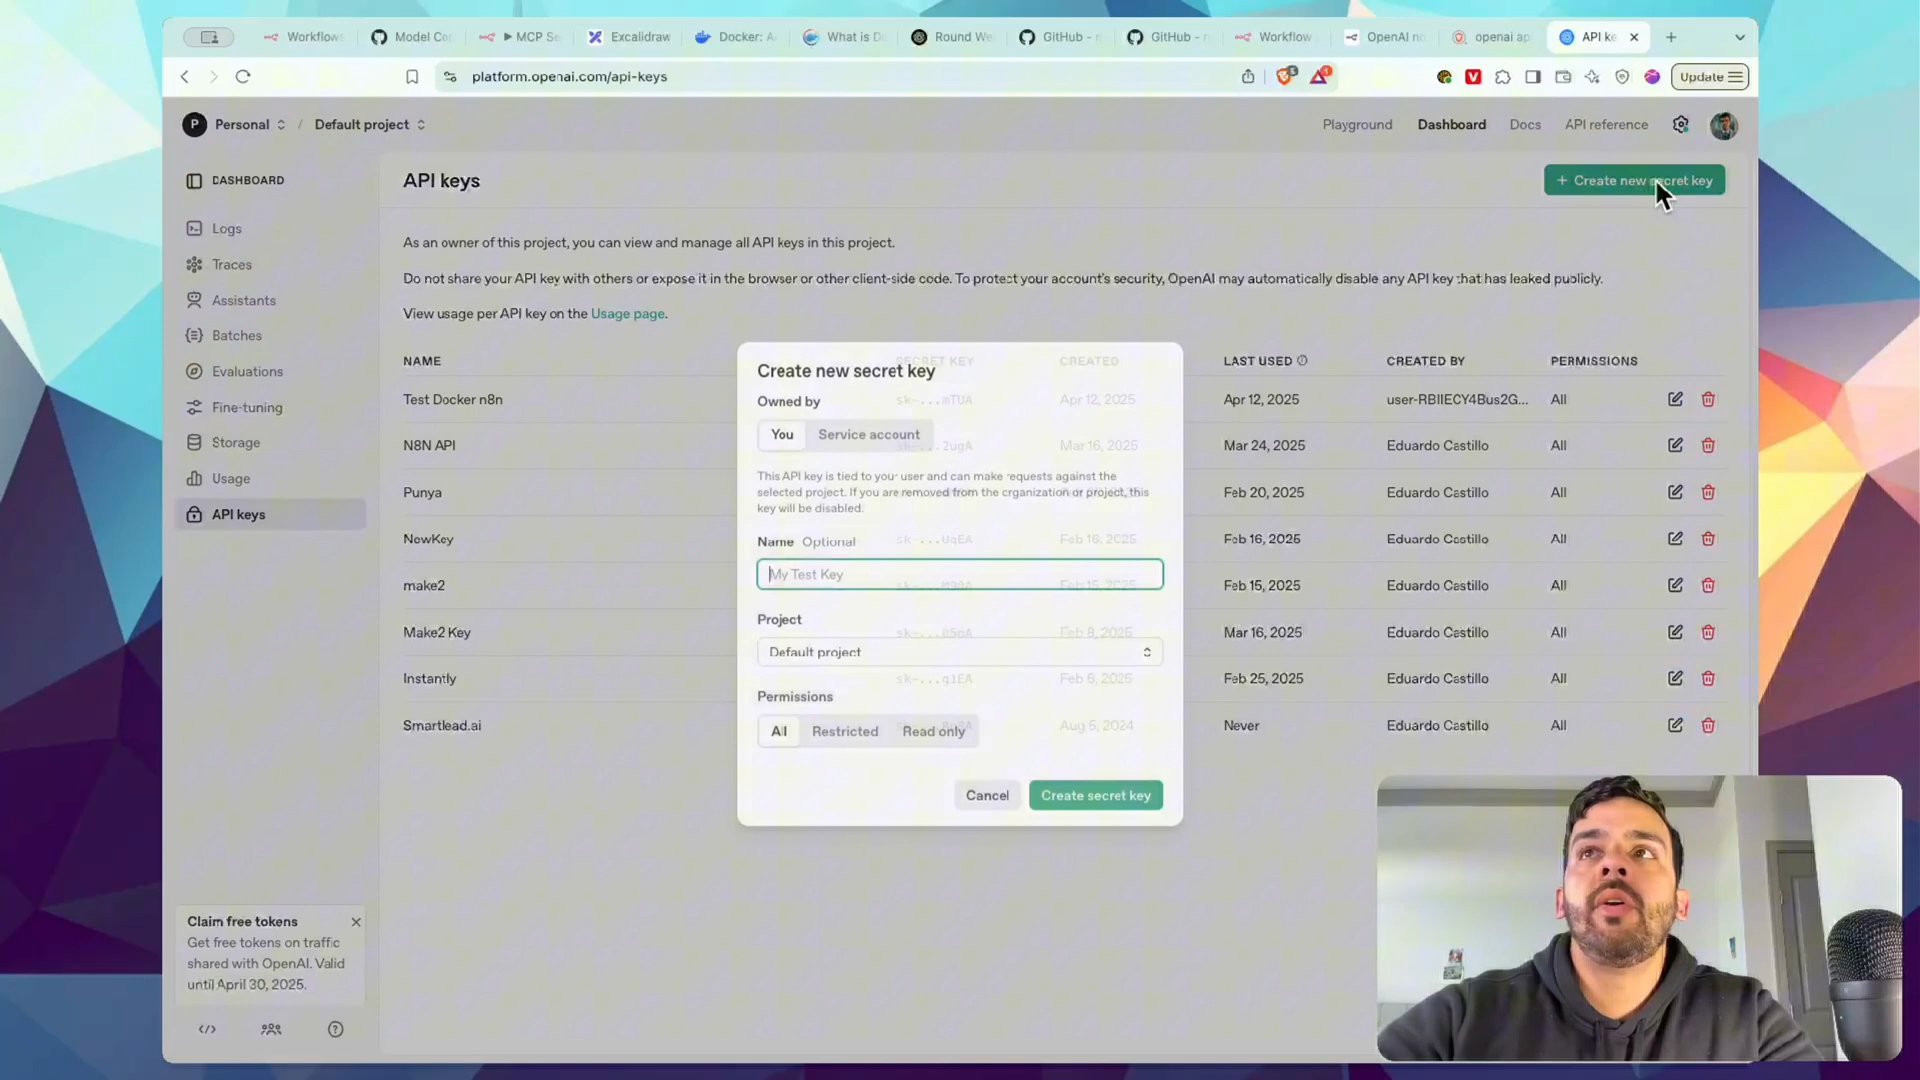 Workflows
Model Co
MCP Se
Excalidraw
Docker: A
What is D
Round We
GitHub - n
GitHub - n
Workflow
OpenAI no
openai ap
API ke
platform.openai.com/api-keys
Update
P
Personal / Default project
Playground
Dashboard
Docs
API reference
DASHBOARD
Logs
Traces
Assistants
Batches
Evaluations
Fine-tuning
Storage
Usage
API keys
API keys
+ Create new secret key
As an owner of this project, you can view and manage all API keys in this project.
Do not share your API key with others or expose it in the browser or other client-side code. To protect your account's security, OpenAI may automatically disable any API key that has leaked publicly.
View usage per API key on the Usage page.
NAME SECRET KEY CREATED LAST USED CREATED BY PERMISSIONS
Test Docker n8n sk-...mTUA Apr 12, 2025 Apr 12, 2025 All
N8N API sk-...2ugA Mar 16, 2025 Mar 24, 2025 Eduardo Castillo All
Punya Feb 20, 2025 Eduardo Castillo All
NewKey sk-...UqEA Feb 16, 2025 Feb 16, 2025 Eduardo Castillo All
make2 Feb 15, 2025 Feb 15, 2025 Eduardo Castillo All
Make2 Key Feb 8, 2025 Mar 16, 2025 Eduardo Castillo All
Instantly sk-...g1EA Feb 6, 2025 Feb 25, 2025 Eduardo Castillo All
Smartlead.ai Aug 5, 2024 Never Eduardo Castillo All
Create new secret key
Owned by
You
Service account
This API key is tied to your user and can make requests against the
selected project. If you are removed from the organization or project, this
key will be disabled.
Name Optional
My Test Key
Project
Default project
Permissions
All
Restricted
Read only
Cancel
Create secret key
Claim free tokens
Get free tokens on traffic
shared with OpenAI. Valid
until April 30, 2025.